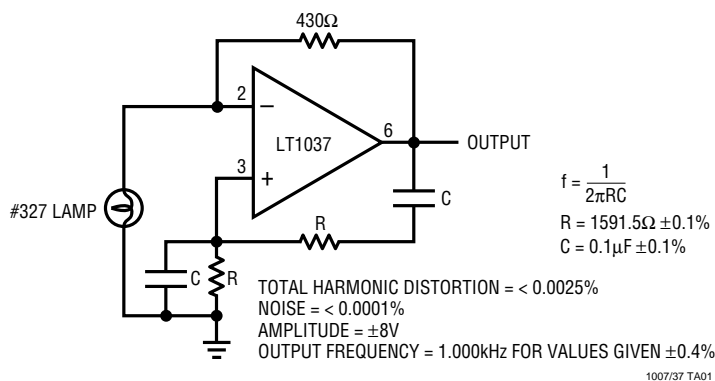 430Ω
2
−
LT1037
6
OUTPUT
3
+
C
#327 LAMP
R
C
R
f = 1
2πRC
R = 1591.5Ω ±0.1%
C = 0.1μF ±0.1%
TOTAL HARMONIC DISTORTION = < 0.0025%
NOISE = < 0.0001%
AMPLITUDE = ±8V
OUTPUT FREQUENCY = 1.000kHz FOR VALUES GIVEN ±0.4%
1007/37 TA01